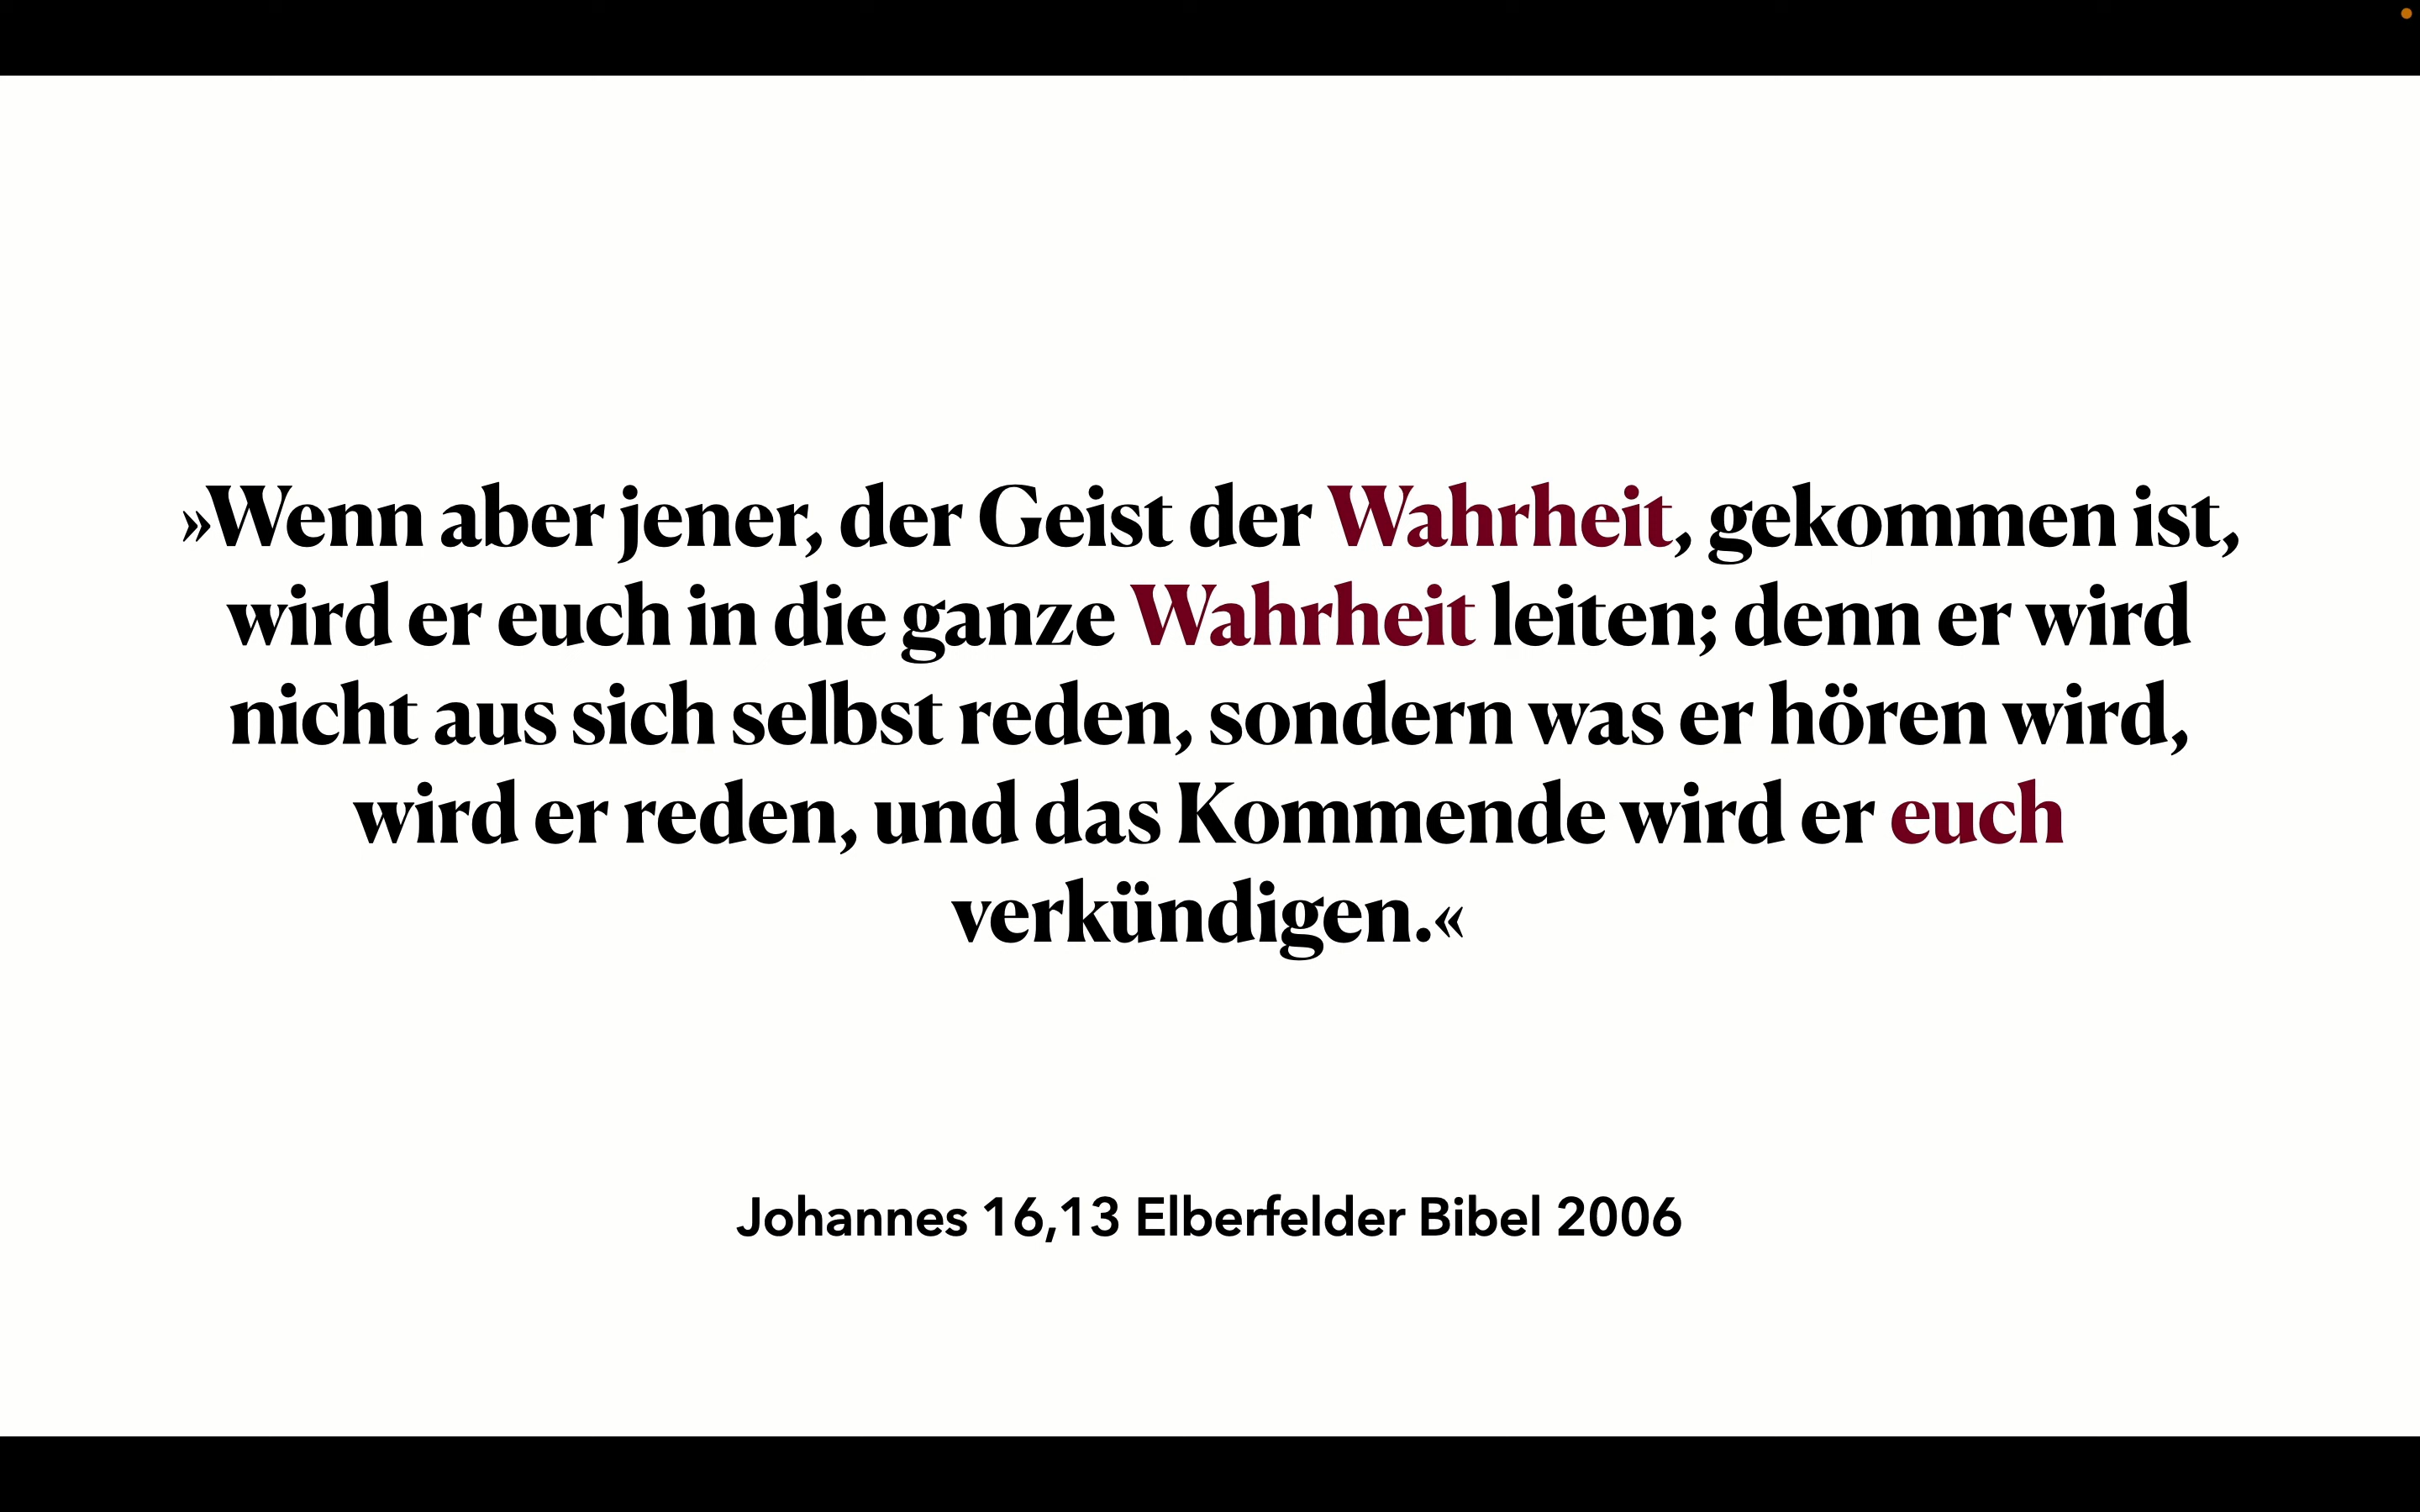 »Wenn aber jener, der Geist der Wahrheit, gekommen ist,
wird er euch in die ganze Wahrheit leiten; denn er wird
nicht aus sich selbst reden, sondern was er hören wird,
wird er reden, und das Kommende wird er euch
verkündigen.«
Johannes 16,13 Elberfelder Bibel 2006